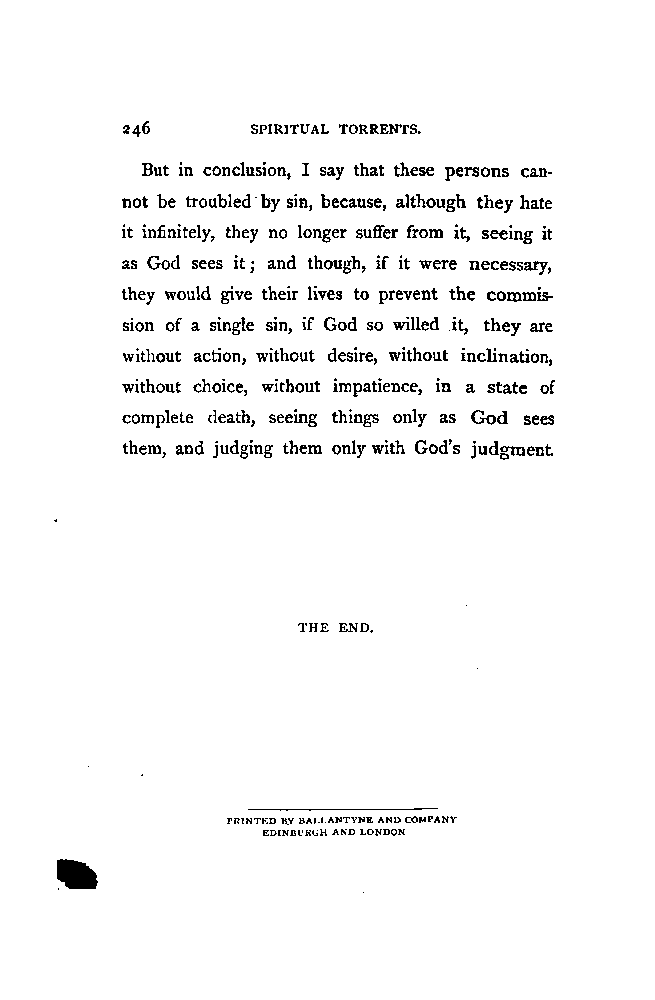 246 SPIRITUAL TORRENTS.
But in conclusion, I say that these persons can-
not be troubled by sin, because, although they hate
it infinitely, they no longer suffer from it, seeing it
as God sees it; and though, if it were necessary,
they would give their lives to prevent the commis-
sion of a single sin, if God so willed it, they are
without action, without desire, without inclination,
without choice, without impatience, in a state of
complete death, seeing things only as God sees
them, and judging them only with God's judgment.
THE END.
PRINTED BY BALLANTYNE AND COMPANY
EDINBURGH AND LONDON